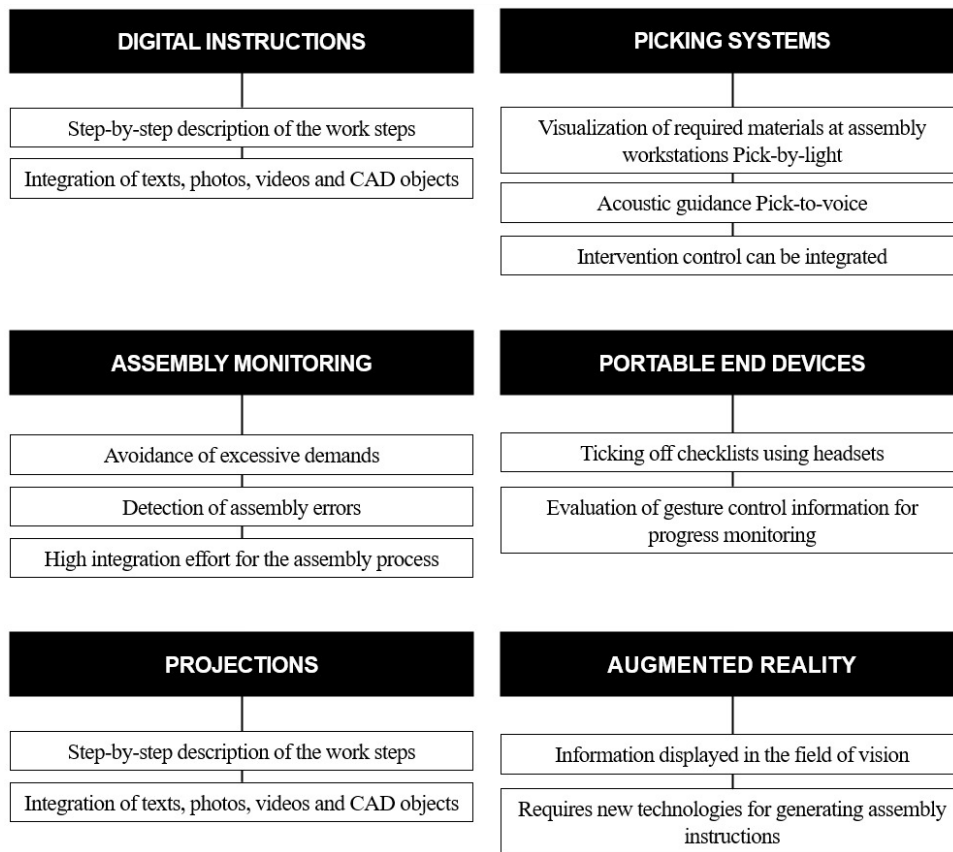 DIGITAL INSTRUCTIONS
Step-by-step description of the work steps
Integration of texts, photos, videos and CAD objects
PICKING SYSTEMS
Visualization of required materials at assembly
workstations Pick-by-light
Acoustic guidance Pick-to-voice
Intervention control can be integrated
ASSEMBLY MONITORING
Avoidance of excessive demands
Detection of assembly errors
High integration effort for the assembly process
PORTABLE END DEVICES
Ticking off checklists using headsets
Evaluation of gesture control information for
progress monitoring
PROJECTIONS
Step-by-step description of the work steps
Integration of texts, photos, videos and CAD objects
AUGMENTED REALITY
Information displayed in the field of vision
Requires new technologies for generating assembly
instructions